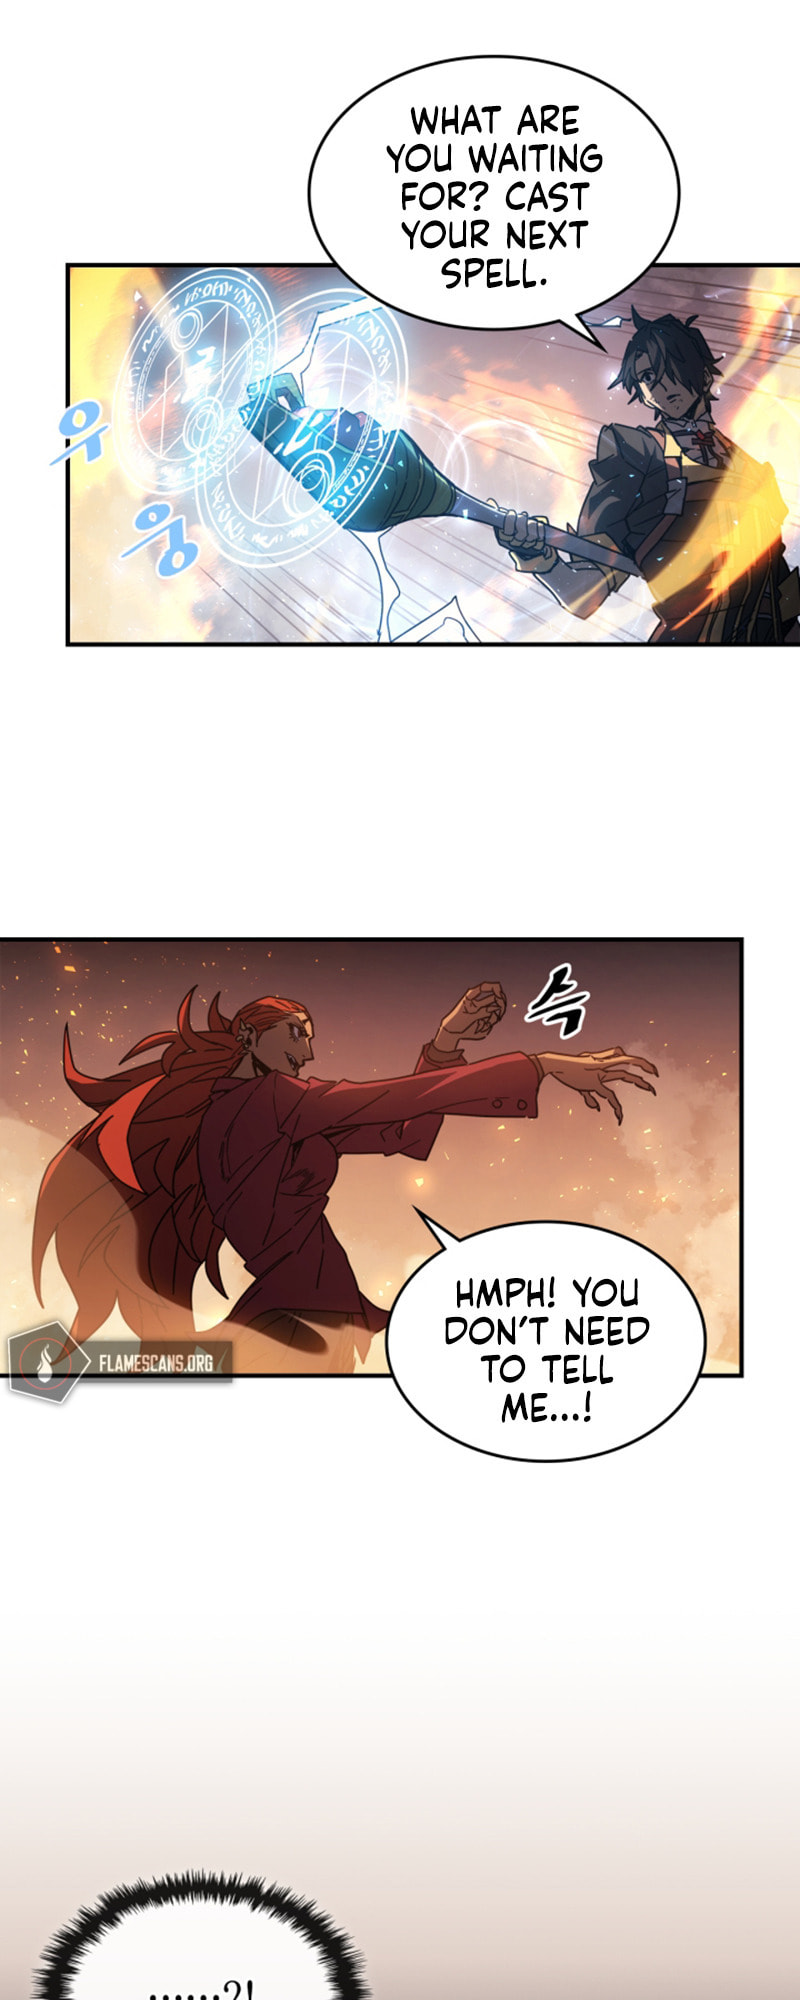 WHAT ARE
YOU WAITING
FOR? CAST
YOUR NEXT
SPELL.
우
웅
슥
HMPH! YOU
DON'T NEED
TO TELL
ME...!
FLAMESCANS.ORG
......?!